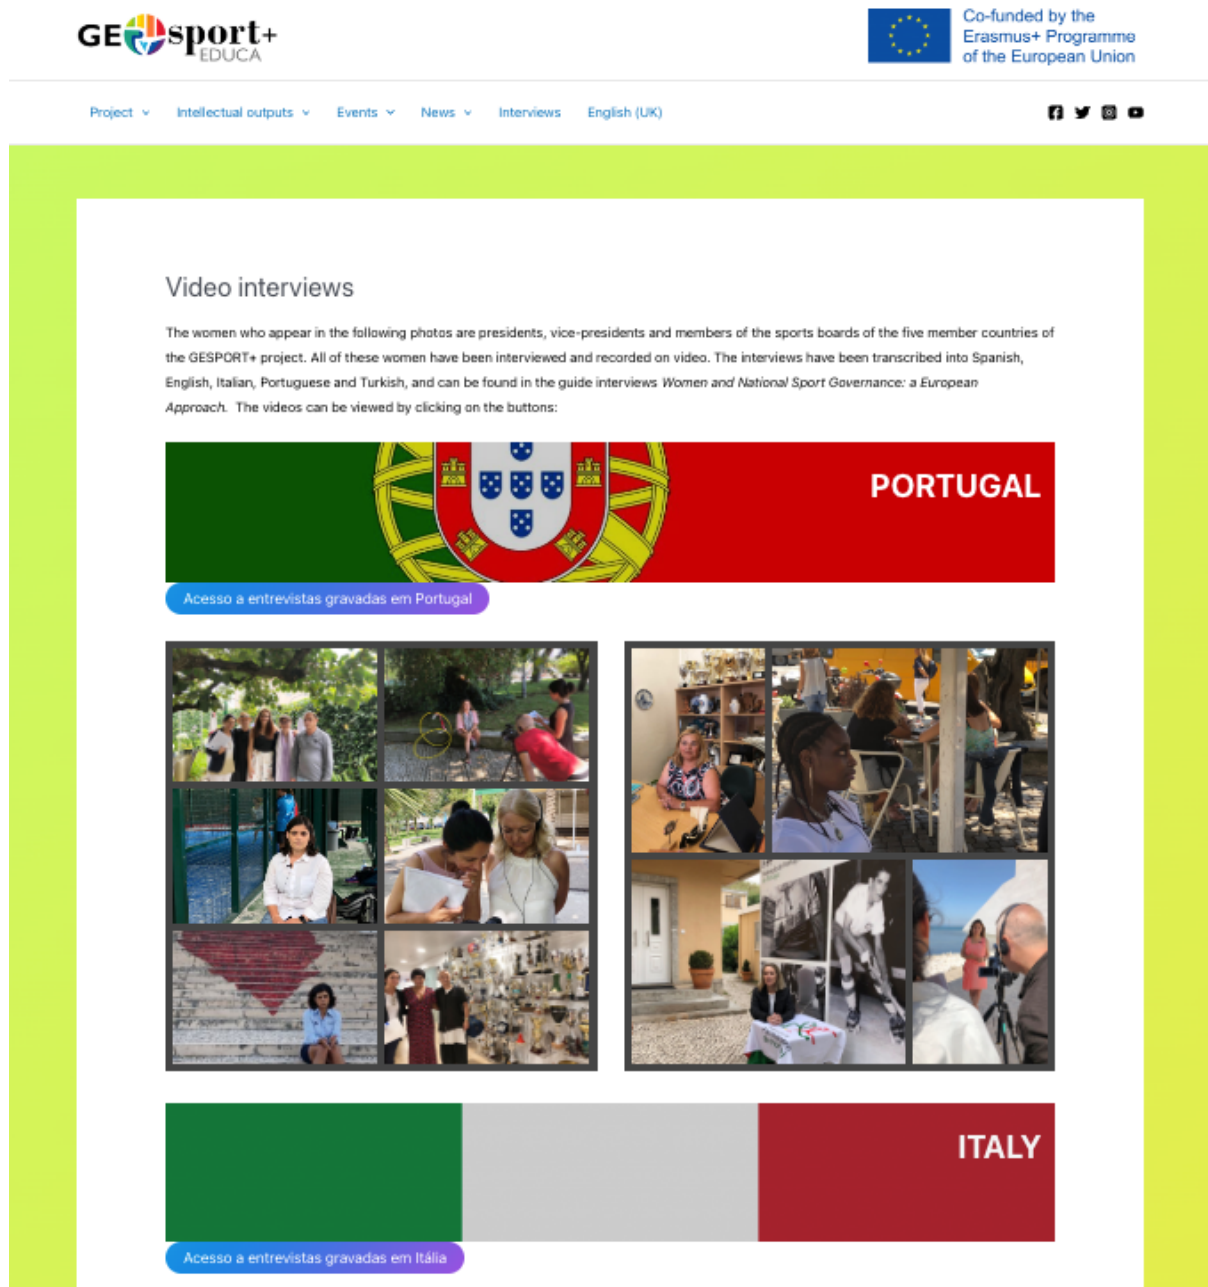 GESport+
EDUCA
Co-funded by the
Erasmus+ Programme
of the European Union
Project
Intellectual outputs
Events
News
Interviews
English (UK)
Video interviews
The women who appear in the following photos are presidents, vice-presidents and members of the sports boards of the five member countries of
the GESPORT+ project. All of these women have been interviewed and recorded on video. The interviews have been transcribed into Spanish,
English, Italian, Portuguese and Turkish, and can be found in the guide interviews Women and National Sport Governance: a European
Approach. The videos can be viewed by clicking on the buttons:
PORTUGAL
Acesso a entrevistas gravadas em Portugal
ITALY
Acesso a entrevistas gravadas em Itália